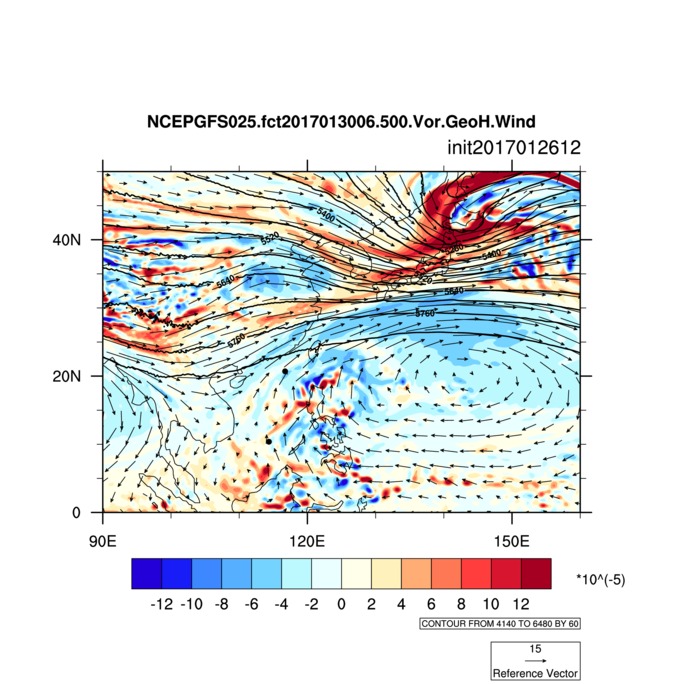 NCEPGFS025.fct2017013006.500.Vor.GeoH.Wind
init2017012612
5400
5520
40N
5400
5640
5640
5760
5760
20N
0
90E 120E 150E
-12 -10 -8 -6 -4 -2 0 2 4 6 8 10 12
*10^(-5)
CONTOUR FROM 4140 TO 6480 BY 60
15
Reference Vector